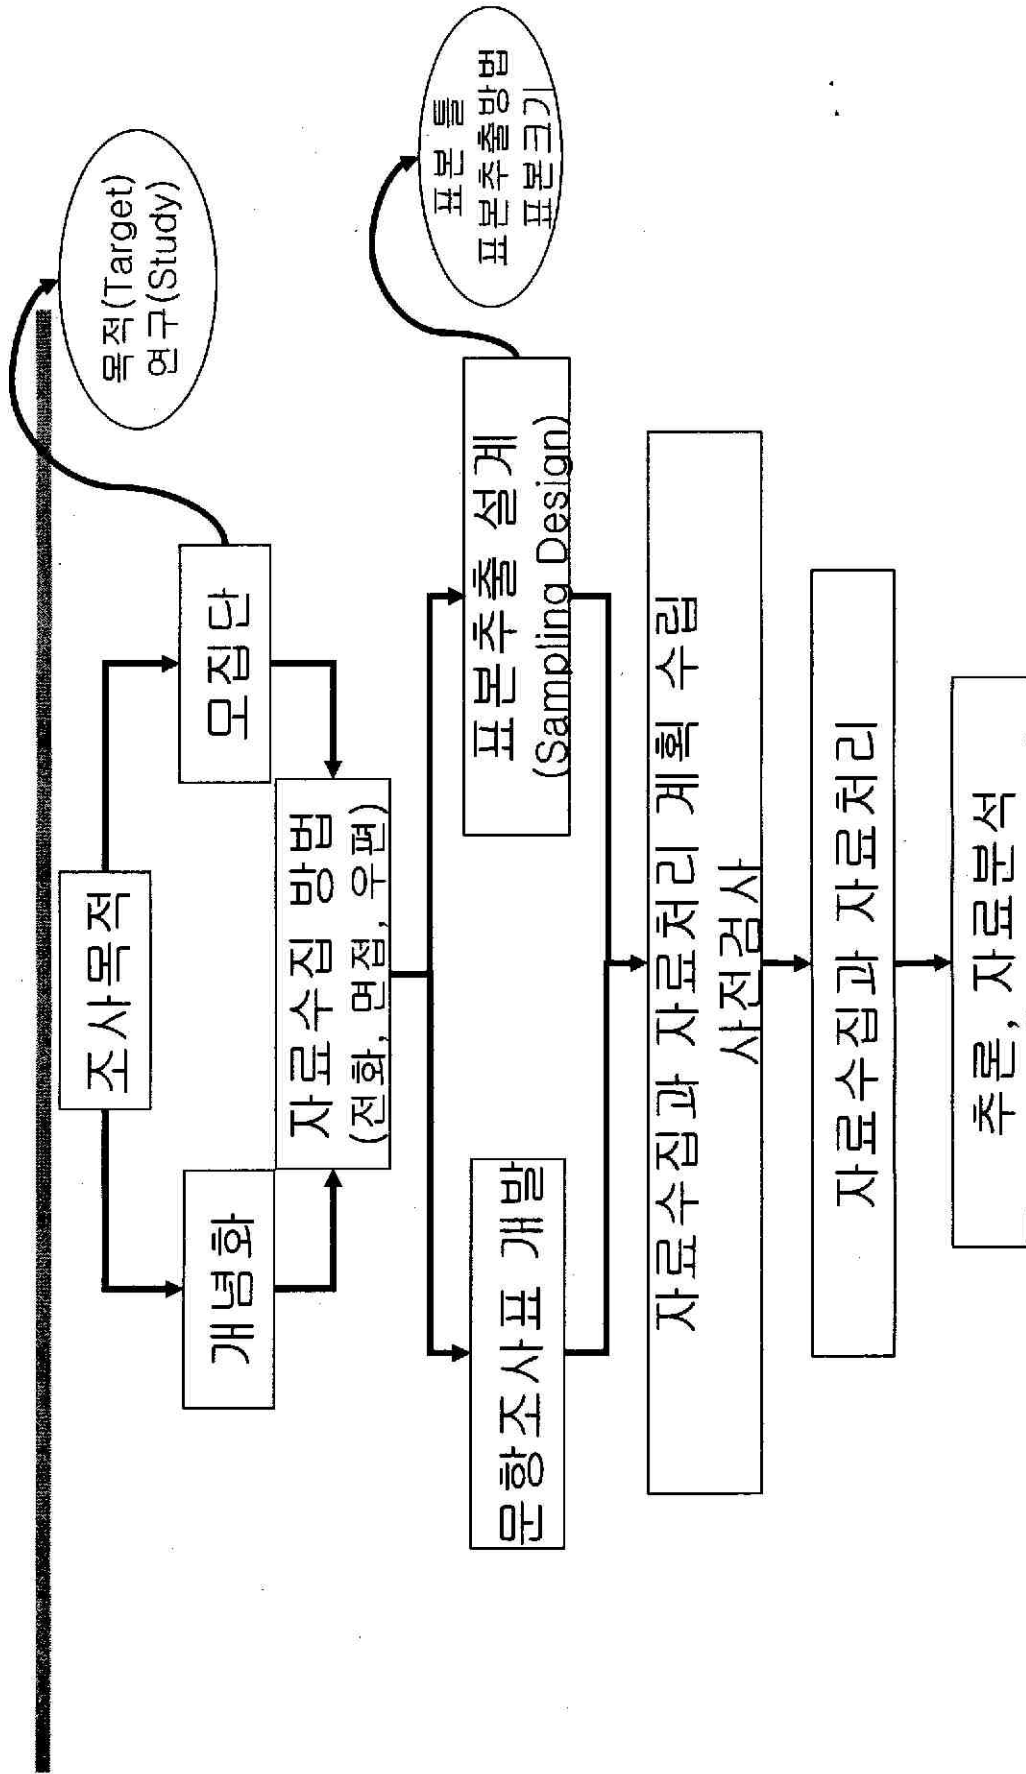 조사목적
개념화
모집단
목적(Target)
연구(Study)
자료수집 방법
(전화, 면접, 우편)
문항조사표 개발
표본추출 설계
(Sampling Design)
표본 틀
표본추출방법
표본크기
자료수집과 자료처리 계획 수립
사전검사
자료수집과 자료처리
추론, 자료분석